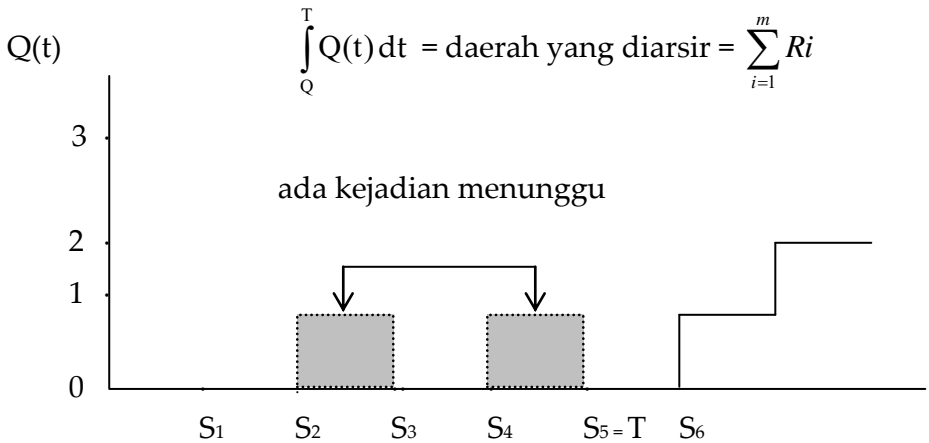 Q(t) ∫_Q^T Q(t) dt = daerah yang diarsir = ∑_{i=1}^{m} Ri
3
ada kejadian menunggu
2
1
0
S1 S2 S3 S4 S5 = T S6